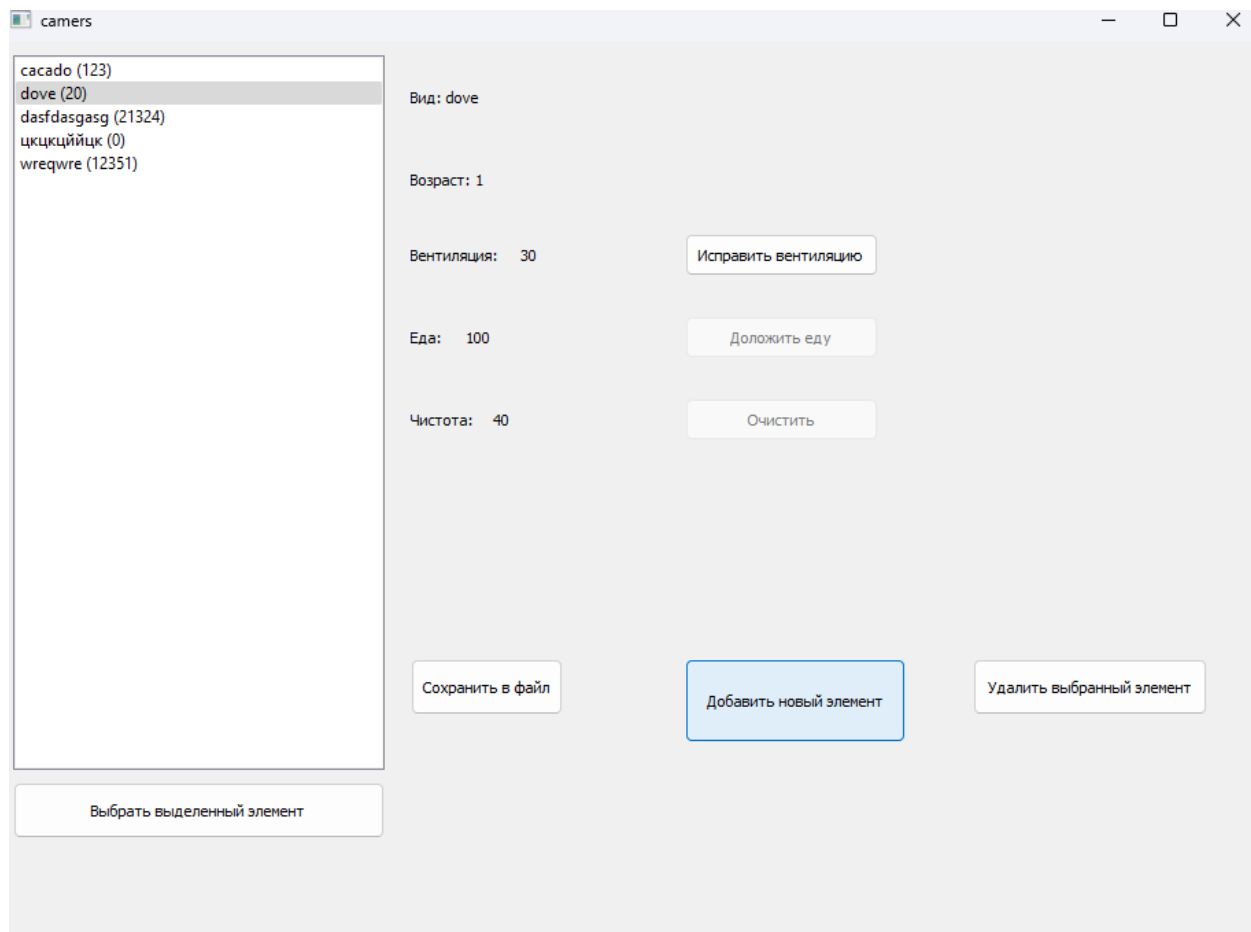 camers
cacado (123)
dove (20)
dasfdasgasg (21324)
цкцкцййцк (0)
wreqwre (12351)
Вид: dove
Возраст: 1
Вентиляция: 30
Исправить вентиляцию
Еда: 100
Доложить еду
Чистота: 40
Очистить
Сохранить в файл
Добавить новый элемент
Удалить выбранный элемент
Выбрать выделенный элемент